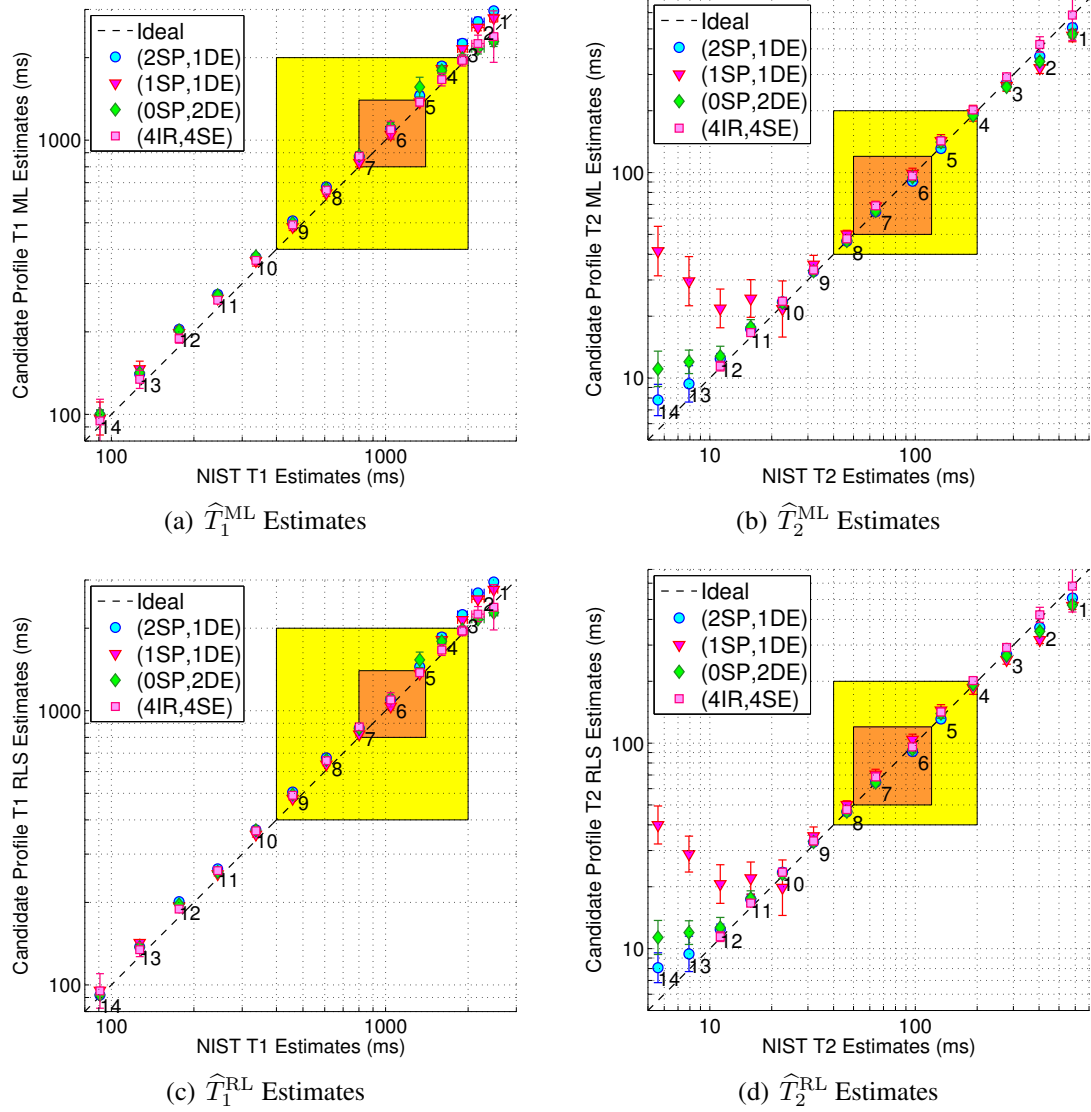 Ideal
(2SP,1DE)
(1SP,1DE)
(0SP,2DE)
(4IR,4SE)
Candidate Profile T1 ML Estimates (ms)
1000
100
1
2
3
4
5
6
7
8
9
10
11
12
13
14
100 1000
NIST T1 Estimates (ms)
(a) T̂₁ᴹᴸ Estimates
Ideal
(2SP,1DE)
(1SP,1DE)
(0SP,2DE)
(4IR,4SE)
Candidate Profile T2 ML Estimates (ms)
100
10
1
2
3
4
5
6
7
8
9
10
11
12
13
14
10 100
NIST T2 Estimates (ms)
(b) T̂₂ᴹᴸ Estimates
Ideal
(2SP,1DE)
(1SP,1DE)
(0SP,2DE)
(4IR,4SE)
Candidate Profile T1 RLS Estimates (ms)
1000
100
1
2
3
4
5
6
7
8
9
10
11
12
13
14
100 1000
NIST T1 Estimates (ms)
(c) T̂₁ᴿᴸ Estimates
Ideal
(2SP,1DE)
(1SP,1DE)
(0SP,2DE)
(4IR,4SE)
Candidate Profile T2 RLS Estimates (ms)
100
10
1
2
3
4
5
6
7
8
9
10
11
12
13
14
10 100
NIST T2 Estimates (ms)
(d) T̂₂ᴿᴸ Estimates